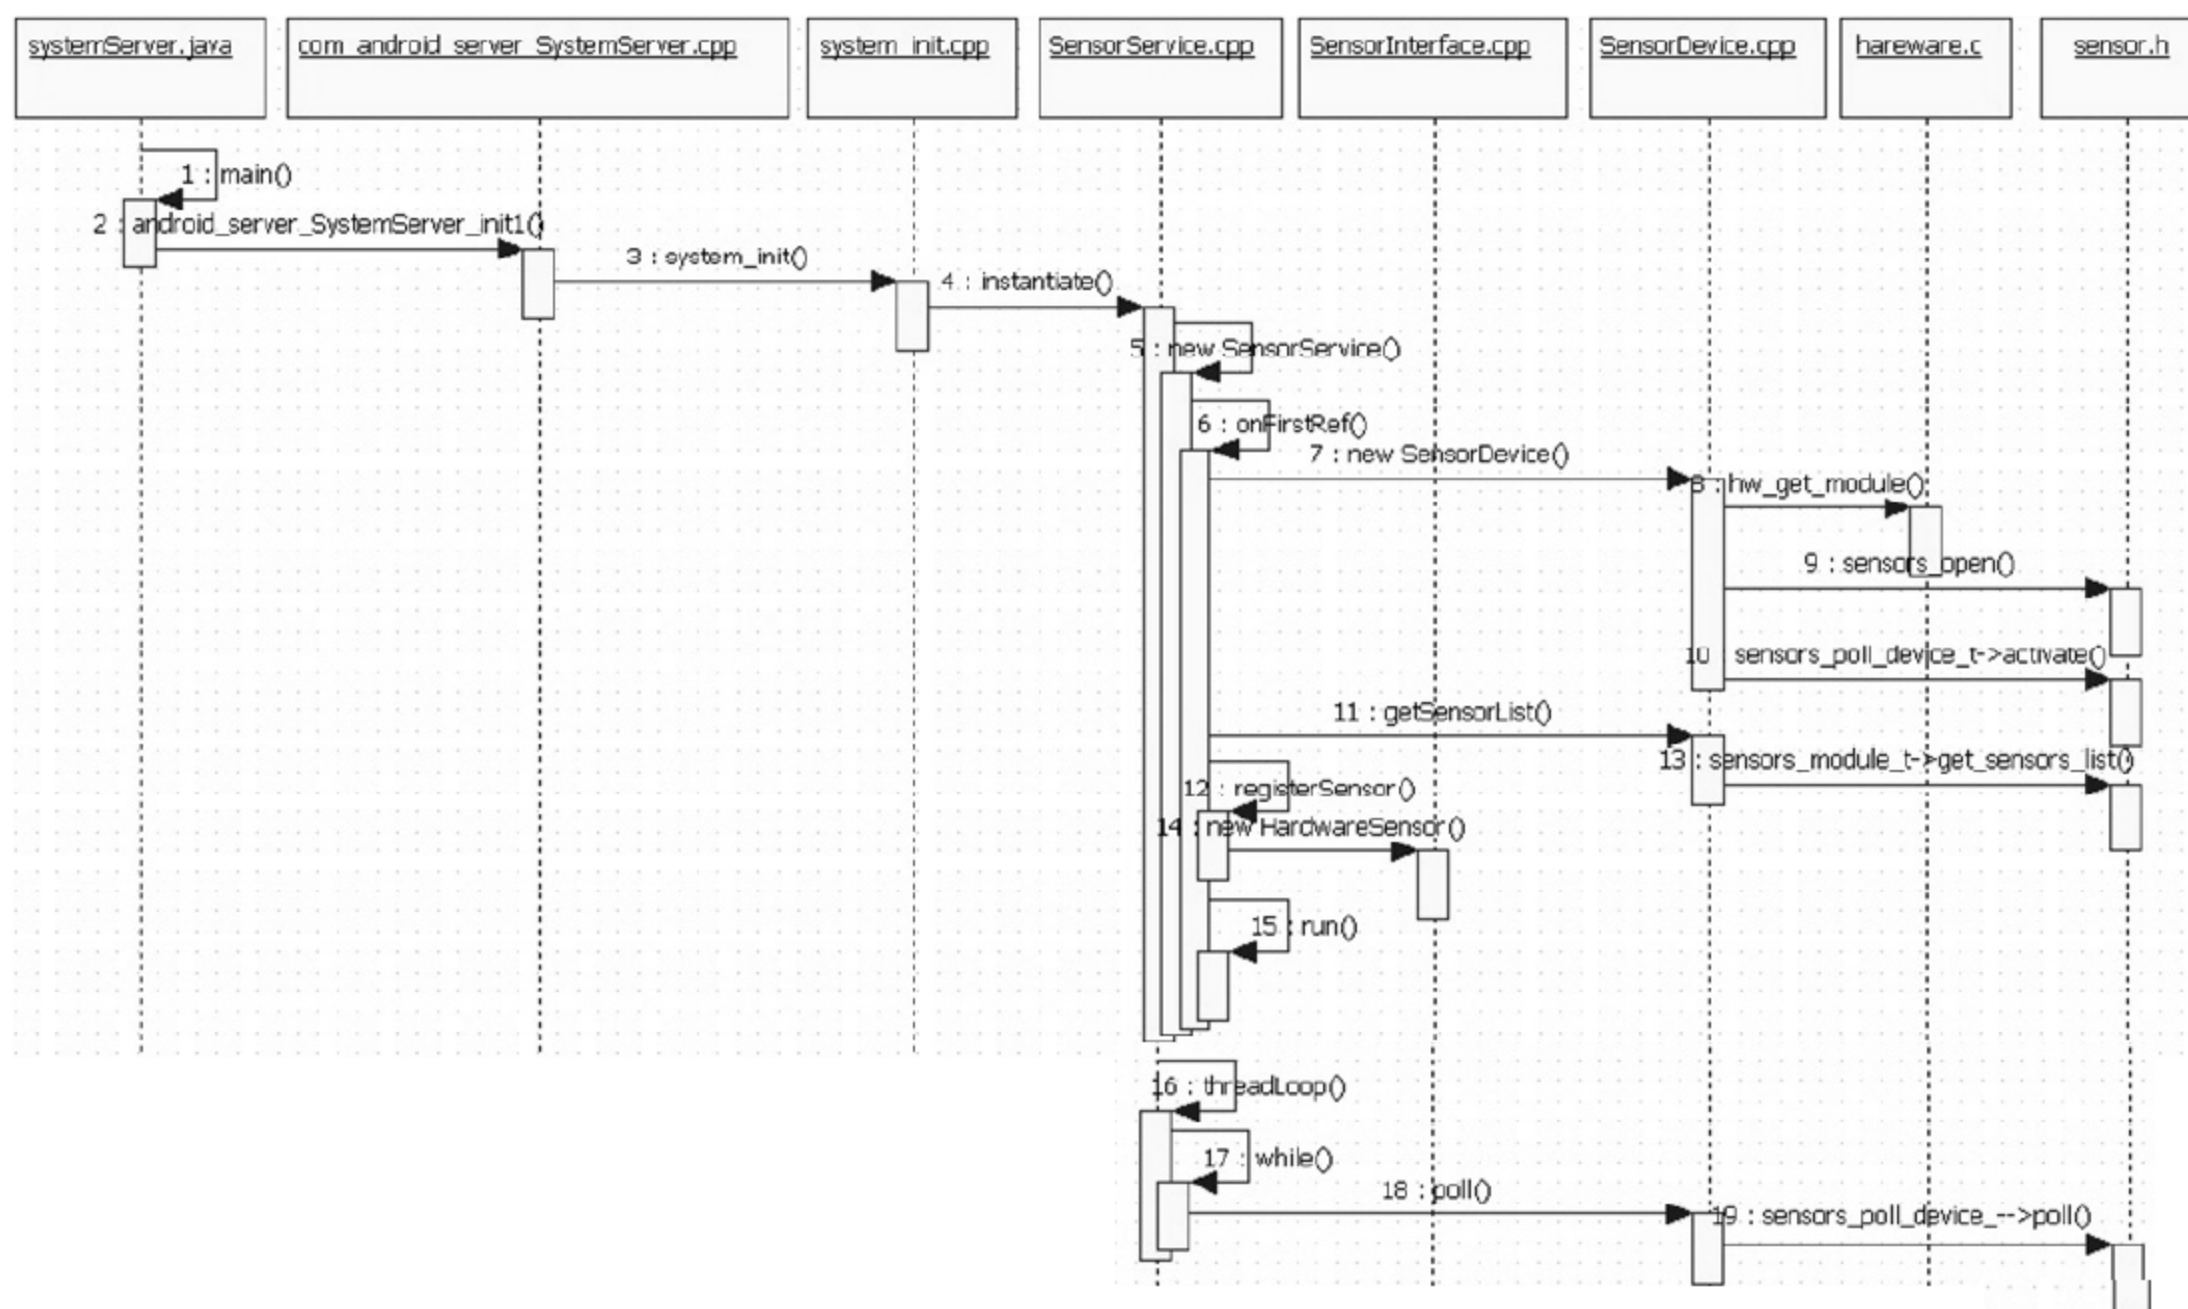 systemServer.java
com_android_server_SystemServer.cpp
system_init.cpp
SensorService.cpp
SensorInterface.cpp
SensorDevice.cpp
hareware.c
sensor.h
1 : main()
2 : android_server_SystemServer_init1()
3 : system_init()
4 : instantiate()
5 : new SensorService()
6 : onFirstRef()
7 : new SensorDevice()
8 : hw_get_module()
9 : sensors_open()
10 : sensors_poll_device_t->activate()
11 : getSensorList()
13 : sensors_module_t->get_sensors_list()
12 : registerSensor()
14 : new HardwareSensor()
15 : run()
16 : threadLoop()
17 : while()
18 : poll()
19 : sensors_poll_device_-->poll()